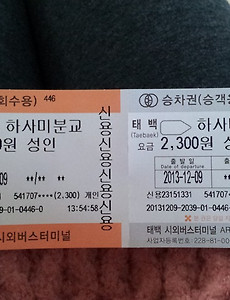 회수용) 446
하사미분교
원 성인
09 **/** **
541707****(2,300) 개인
9-01-0446-0 13:54:58
시외버스터미널
신용신용신용신용신용
승차권(승객용
태 백 하사미
(Taebaek)
요금 2,300원 성
출 발 일
Date of departure
2013-12-09 **/**
신용23151331 541707
20131209-2039-01-0446-0
태백 시외버스터미널
사업자등록번호: 228-81-00